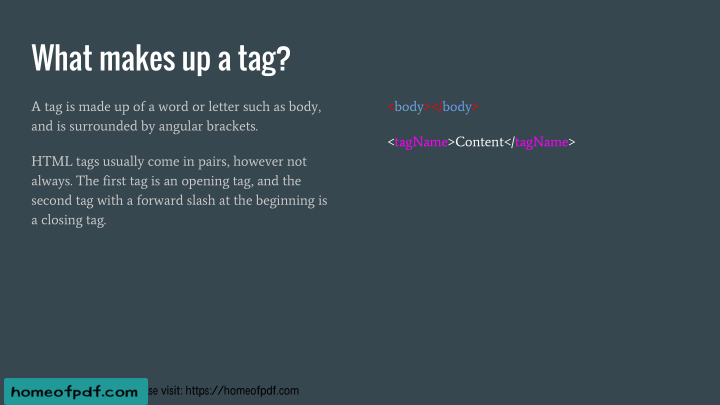 What makes up a tag?
A tag is made up of a word or letter such as body,
and is surrounded by angular brackets.
HTML tags usually come in pairs, however not
always. The first tag is an opening tag, and the
second tag with a forward slash at the beginning is
a closing tag.
<body></body>
<tagName>Content</tagName>
homeofpdf.com visit: https://homeofpdf.com